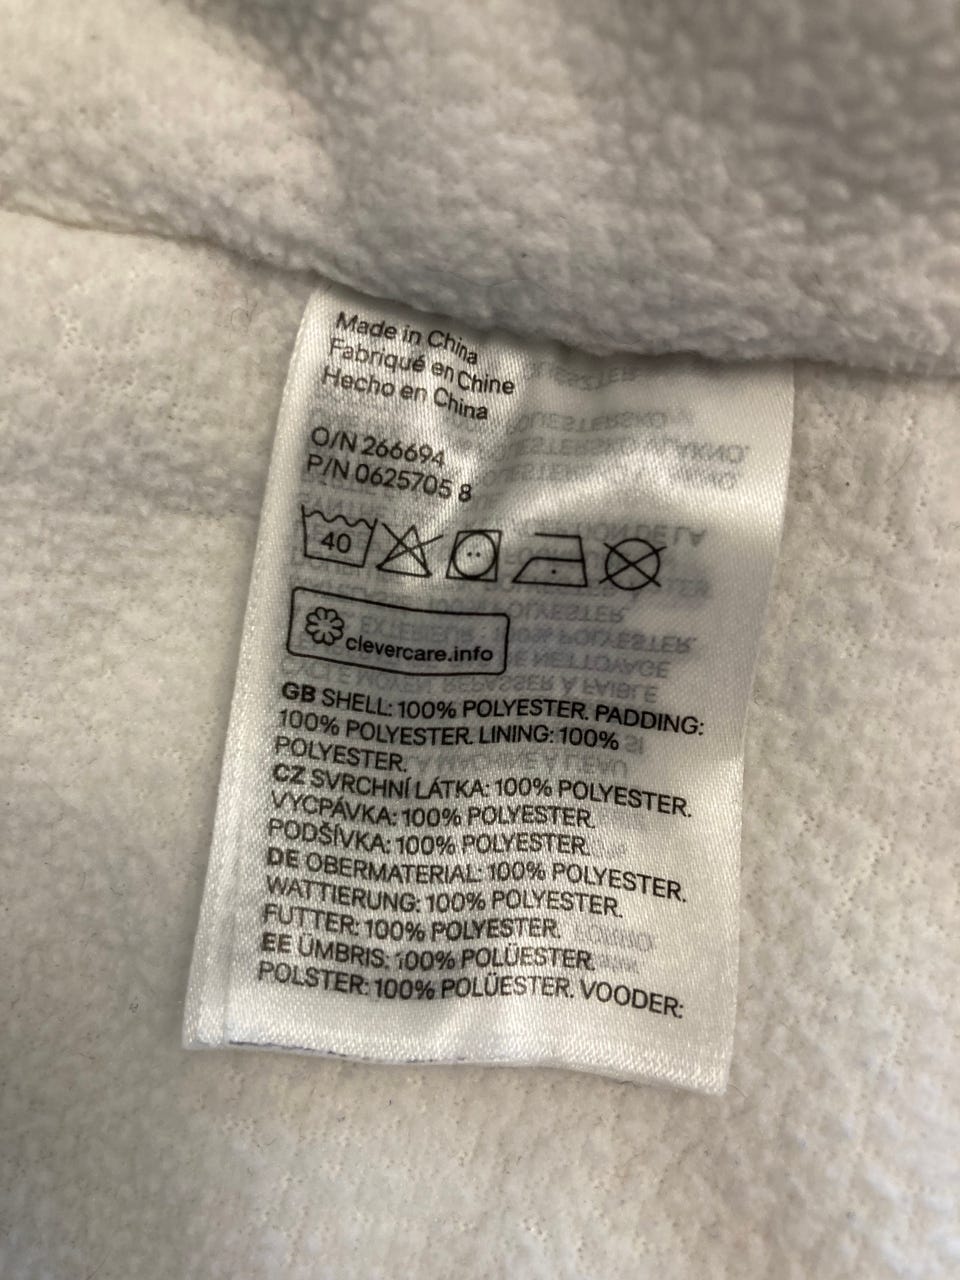 Made in China
Fabriqué en Chine
Hecho en China
O/N 266694
P/N 0625705 8
40
clevercare.info
GB SHELL: 100% POLYESTER. PADDING:
100% POLYESTER. LINING: 100%
POLYESTER.
CZ SVRCHNÍ LÁTKA: 100% POLYESTER.
VYCPÁVKA: 100% POLYESTER.
PODŠÍVKA: 100% POLYESTER.
DE OBERMATERIAL: 100% POLYESTER.
WATTIERUNG: 100% POLYESTER.
FUTTER: 100% POLYESTER.
EE ÜMBRIS: 100% POLÜESTER.
POLSTER: 100% POLÜESTER. VOODER: